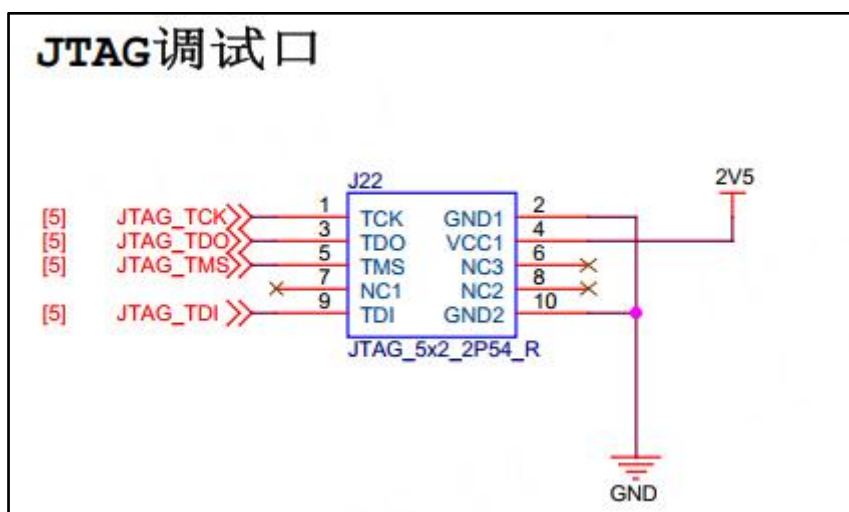 JTAG调试口
J22
2V5
[5] JTAG_TCK 1 TCK GND1 2
[5] JTAG_TDO 3 TDO VCC1 4
[5] JTAG_TMS 5 TMS NC3 6
7 NC1 NC2 8
[5] JTAG_TDI 9 TDI GND2 10
JTAG_5x2_2P54_R
GND